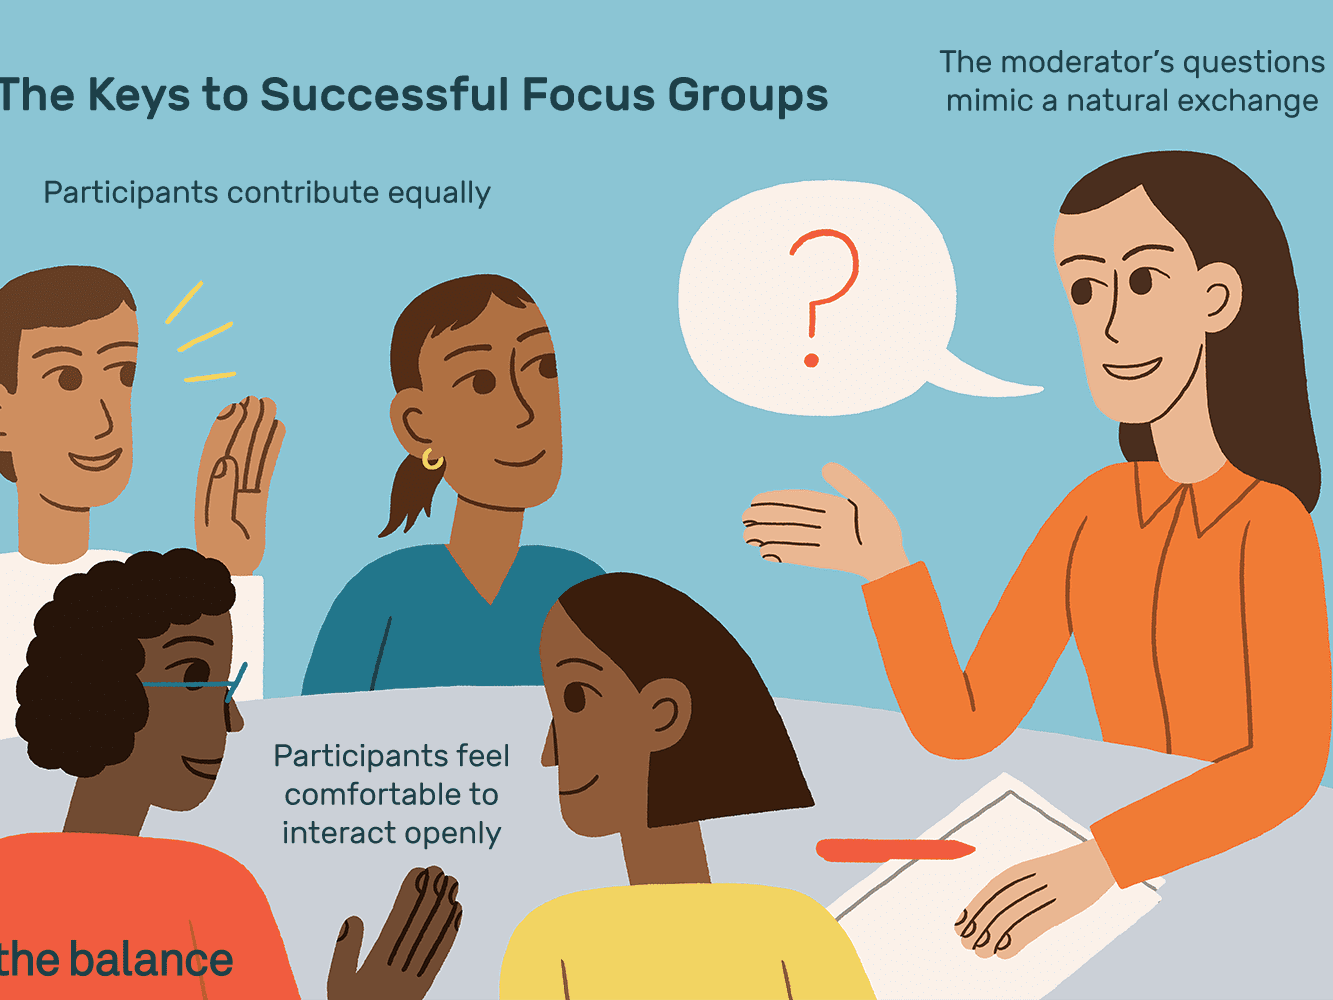 The Keys to Successful Focus Groups
The moderator’s questions
mimic a natural exchange
Participants contribute equally
?
Participants feel
comfortable to
interact openly
the balance